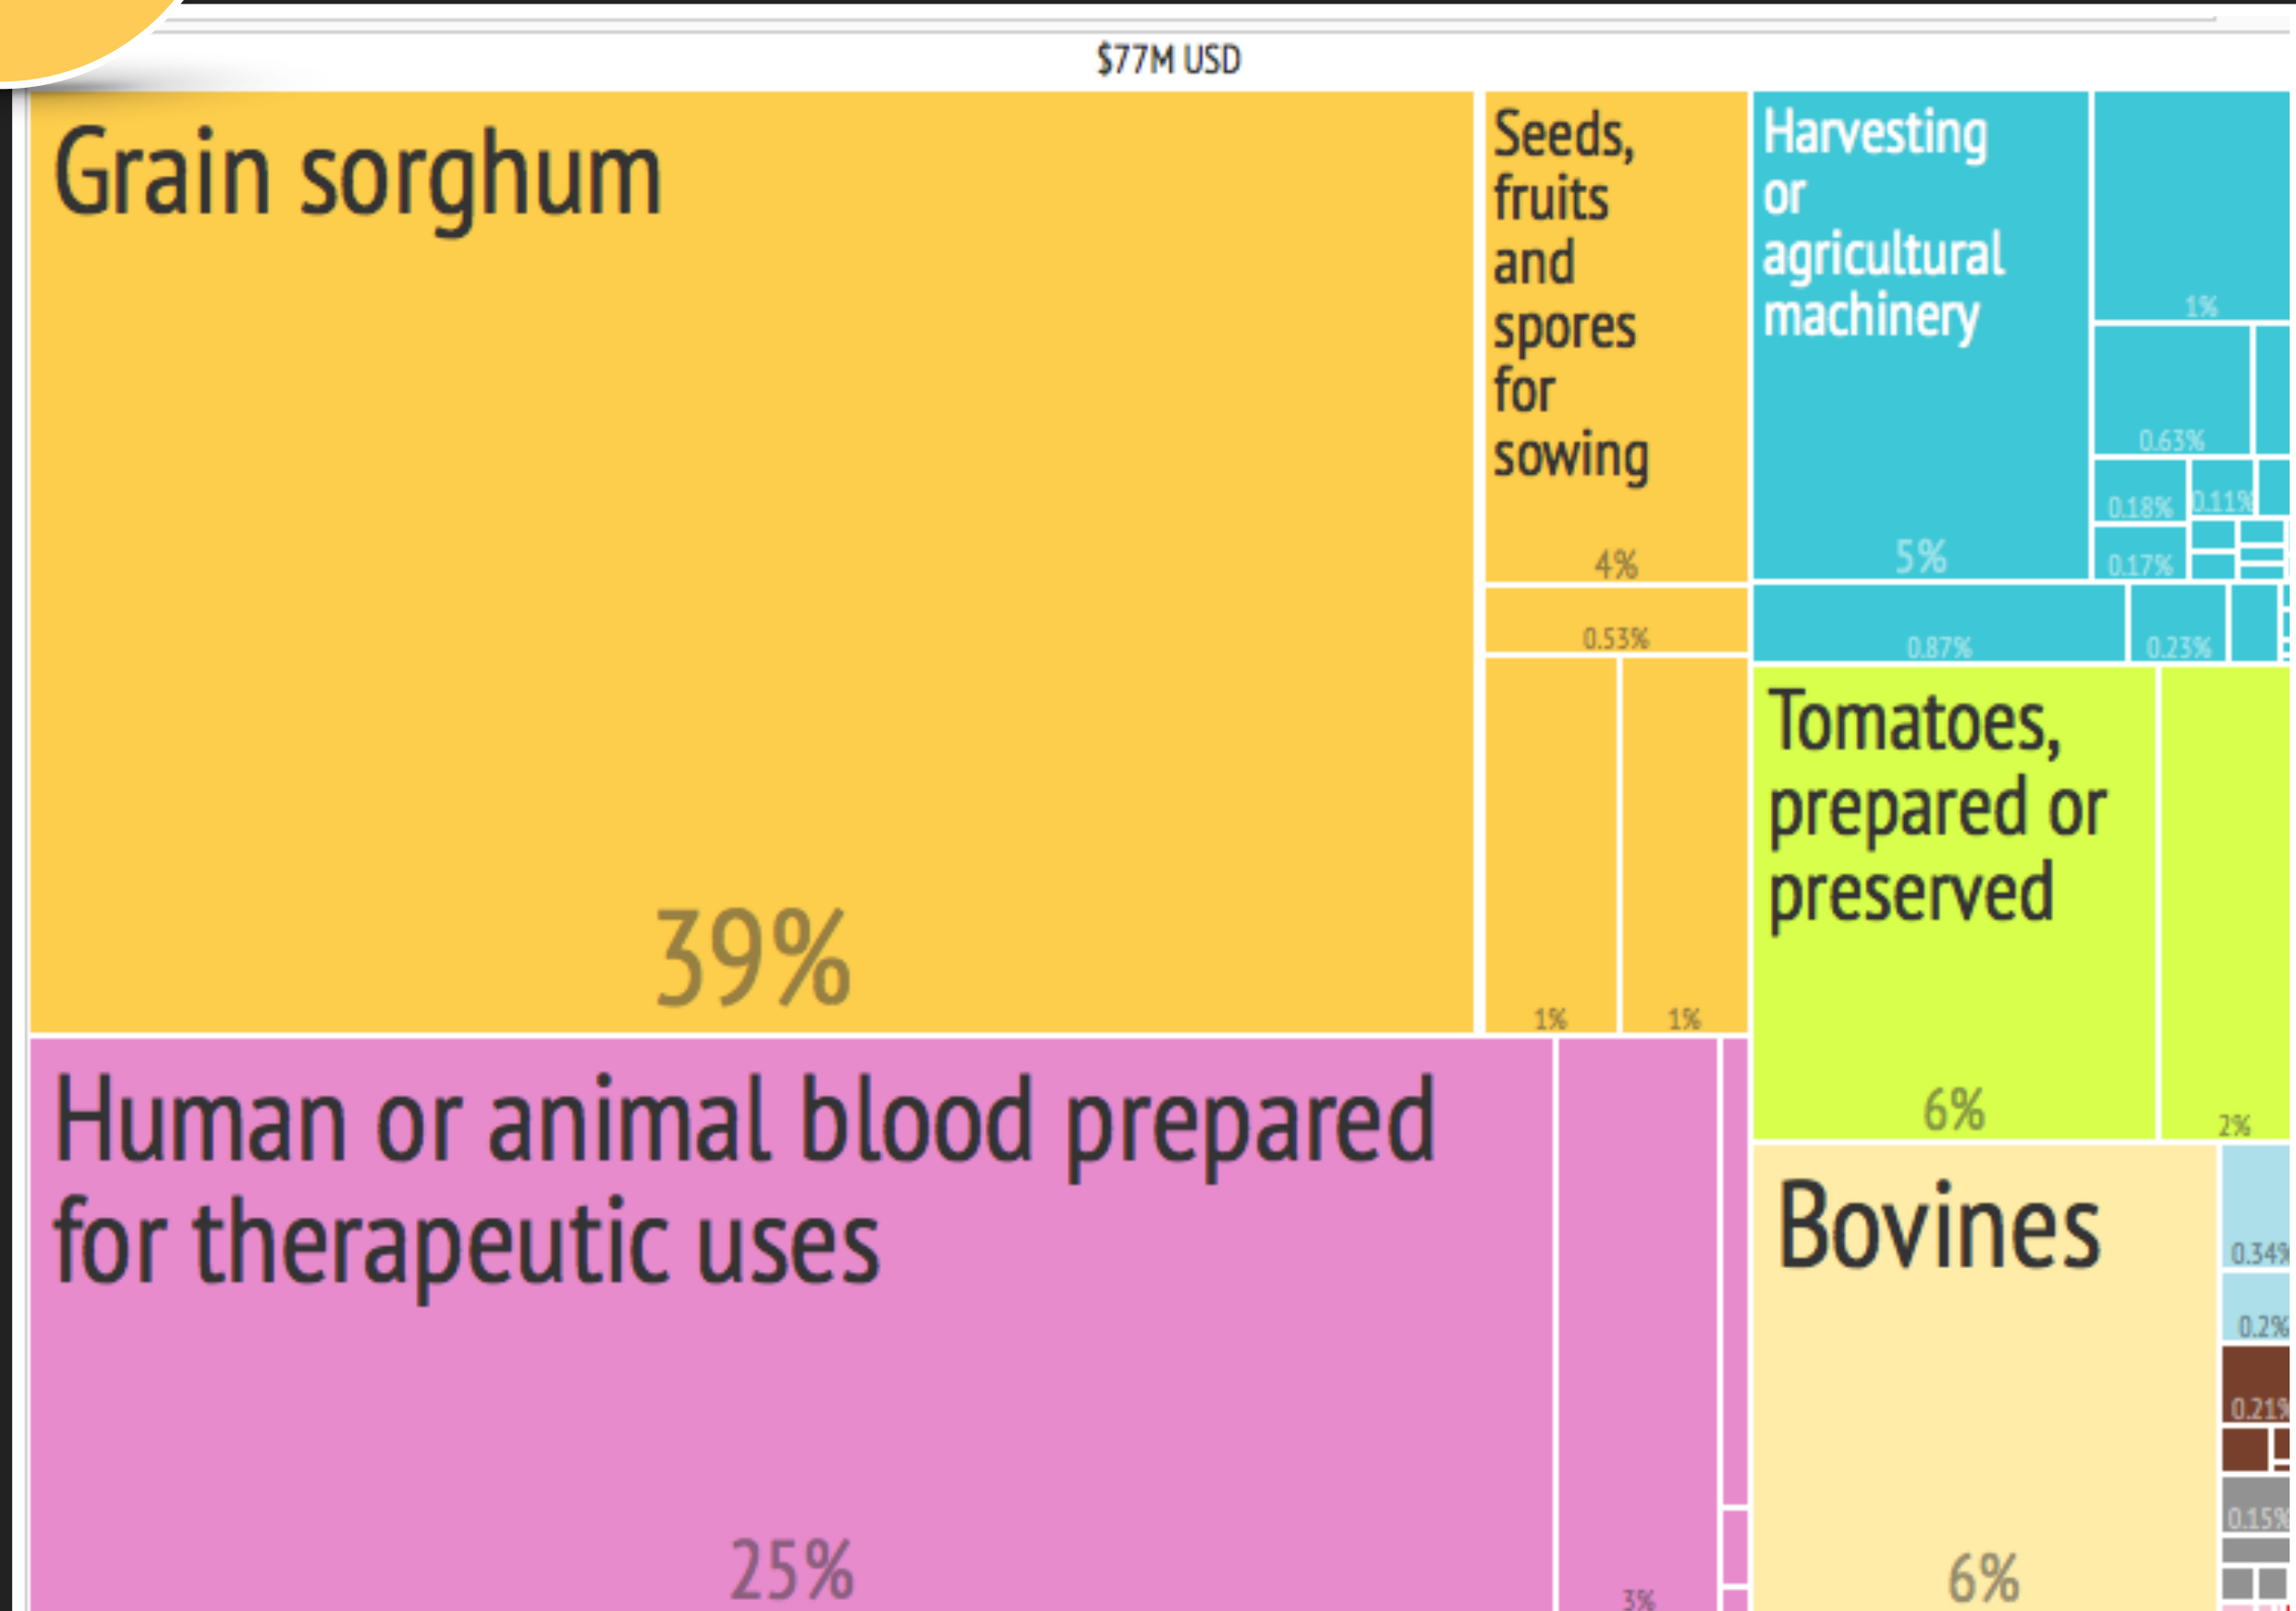 $77M USD
Grain sorghum
39%
Seeds,
fruits
and
spores
for
sowing
4%
0.53%
1%
1%
Harvesting
or
agricultural
machinery
5%
1%
0.63%
0.18%
0.11%
0.17%
0.87%
0.23%
Tomatoes,
prepared or
preserved
6%
2%
Human or animal blood prepared
for therapeutic uses
25%
3%
Bovines
6%
0.34%
0.2%
0.21%
0.15%